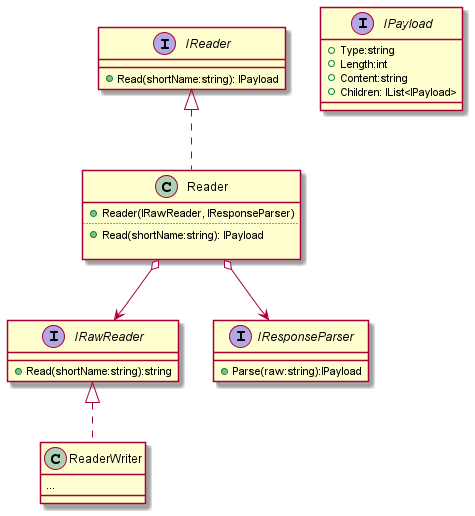 I IReader
Read(shortName:string): IPayload
I IPayload
Type:string
Length:int
Content:string
Children: IList<IPayload>
C Reader
Reader(IRawReader, IResponseParser)
Read(shortName:string): IPayload
I IRawReader
Read(shortName:string):string
I IResponseParser
Parse(raw:string):IPayload
C ReaderWriter
...